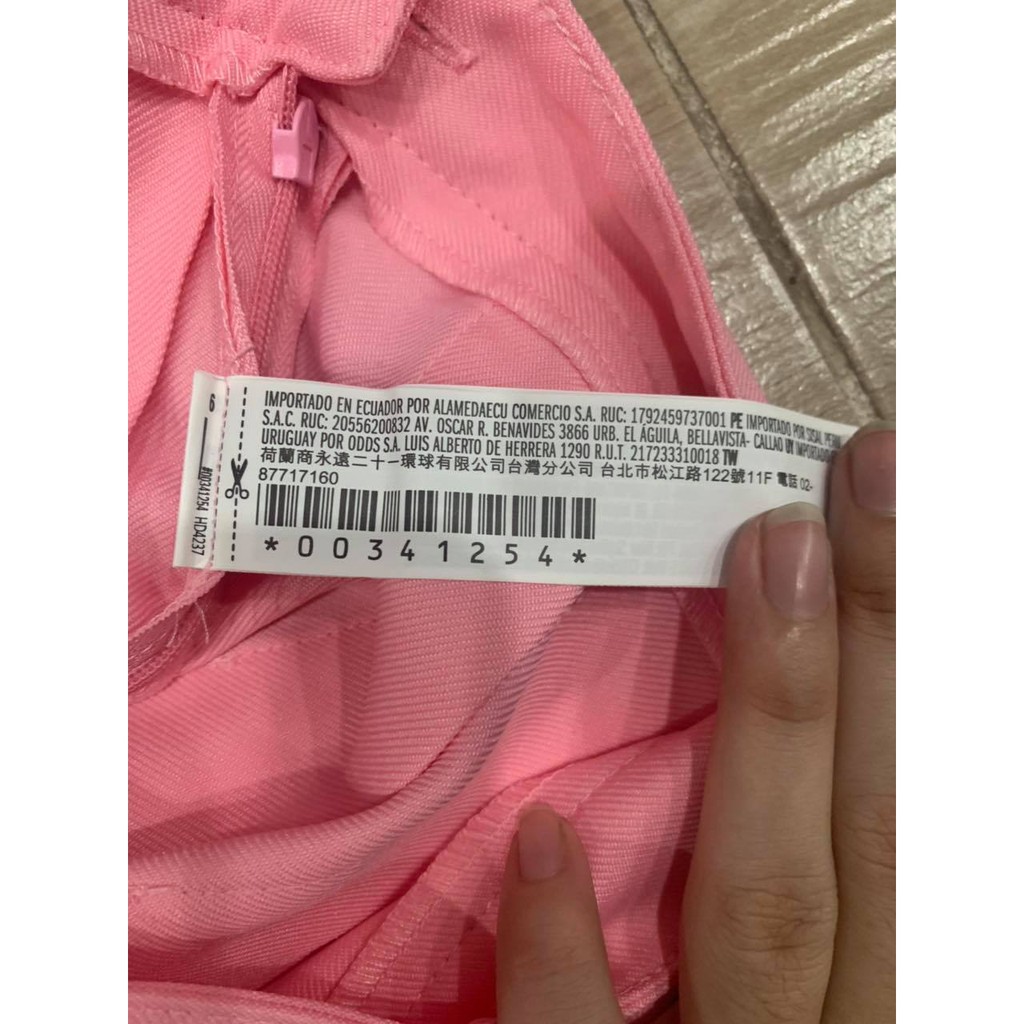 IMPORTADO EN ECUADOR POR ALAMEDAECU COMERCIO S.A. RUC: 1792459737001 PE IMPORTADO POR SUSAL PERÚ
S.A.C. RUC: 20556200832 AV. OSCAR R. BENAVIDES 3866 URB. EL ÁGUILA, BELLAVISTA- CALLAO UY IMPORTADO
URUGUAY POR ODDS S.A. LUIS ALBERTO DE HERRERA 1290 R.U.T. 217233310018 TW
荷蘭商永遠二十一環球有限公司台灣分公司 台北市松江路122號11F 電話 02-
87717160
*00341254*
6
#00341254 HD4237